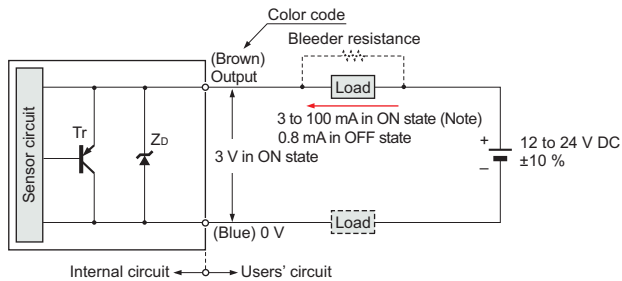 Color code
Bleeder resistance
(Brown)
Output
Load
Sensor circuit
Tr
ZD
3 to 100 mA in ON state (Note)
0.8 mA in OFF state
3 V in ON state
+
12 to 24 V DC
±10 %
−
(Blue) 0 V
Load
Internal circuit
Users' circuit